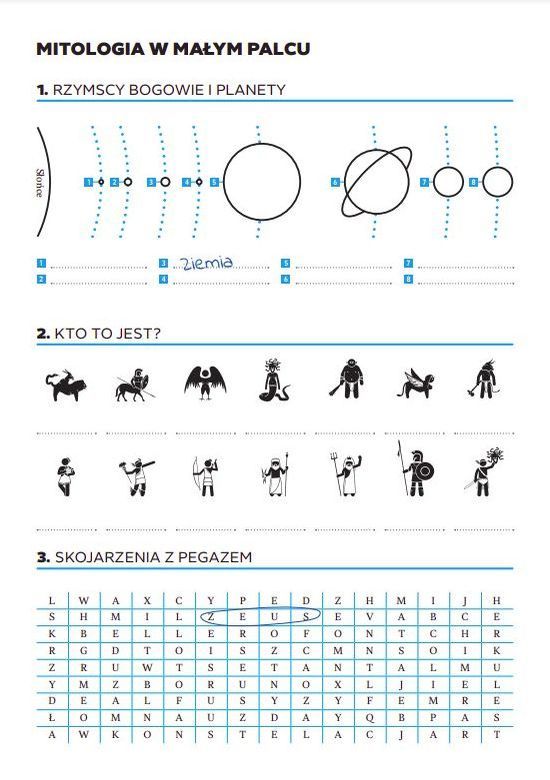 MITOLOGIA W MAŁYM PALCU
1. RZYMSCY BOGOWIE I PLANETY
Słońce
1 2 3 4 5 6 7 8
1 3 Ziemia 5 7
2 4 6 8
2. KTO TO JEST?
3. SKOJARZENIA Z PEGAZEM
L W A X C Y P E D Z H M I J H
S H M I L Z E U S E V A B C E
K B E L L E R O F O N T C H R
R G D T O I S Z C M N S O I K
Z R U W T S E T A N T A L M U
Y M Z B O R U N O X L J I E L
D E A L F U S Y Z Y F E M R E
Ł O M N A U Z D A Y Q B P A S
A W K O N S T E L A C J A R T